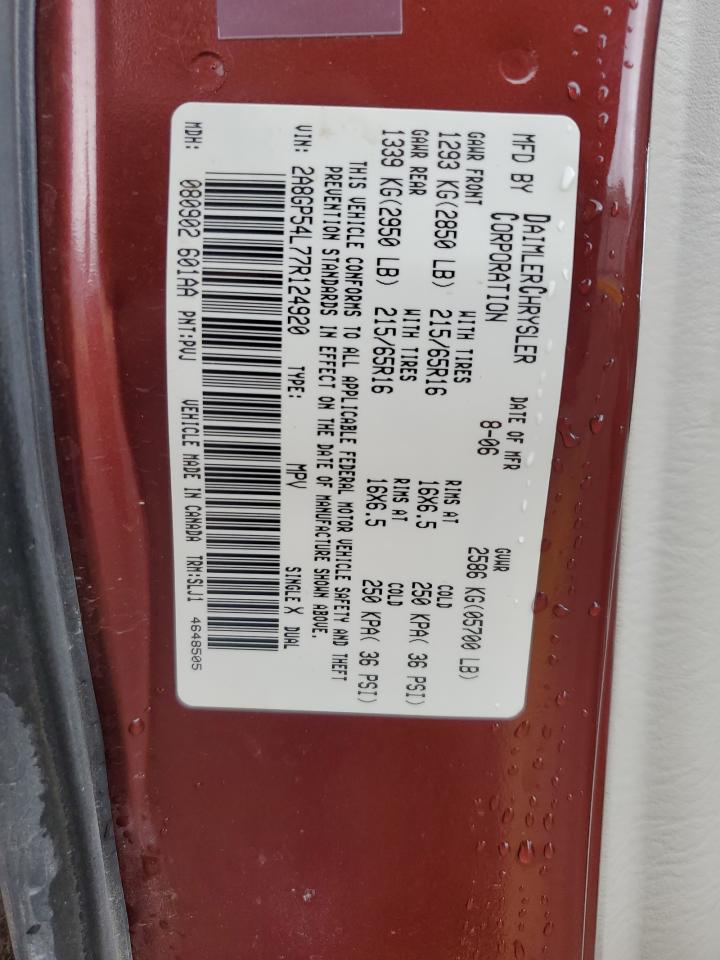 MFD BY DAIMLERCHRYSLER CORPORATION
DATE OF MFR 8-06
GVWR 2586 KG(05700 LB)
GAWR FRONT WITH TIRES RIMS AT COLD
1293 KG(2850 LB) 215/65R16 16X6.5 250 KPA( 36 PSI)
GAWR REAR WITH TIRES RIMS AT COLD
1339 KG(2950 LB) 215/65R16 16X6.5 250 KPA( 36 PSI)
THIS VEHICLE CONFORMS TO ALL APPLICABLE FEDERAL MOTOR VEHICLE SAFETY AND THEFT
PREVENTION STANDARDS IN EFFECT ON THE DATE OF MANUFACTURE SHOWN ABOVE.
VIN: 2A8GP54L77R124920 TYPE: MPV SINGLE X DUAL
MDH: 080902 601AA PNT:PVJ VEHICLE MADE IN CANADA TRM:SLJ1 4648505